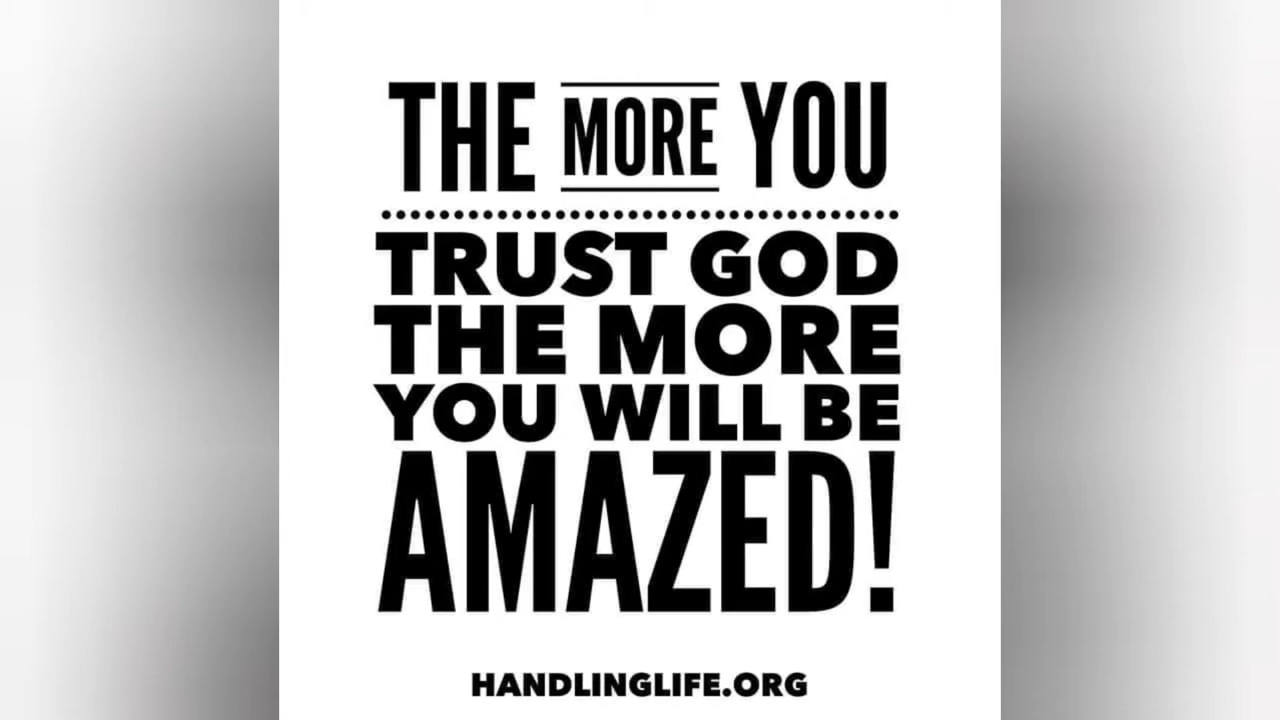 THE MORE YOU
TRUST GOD
THE MORE
YOU WILL BE
AMAZED!
HANDLINGLIFE.ORG